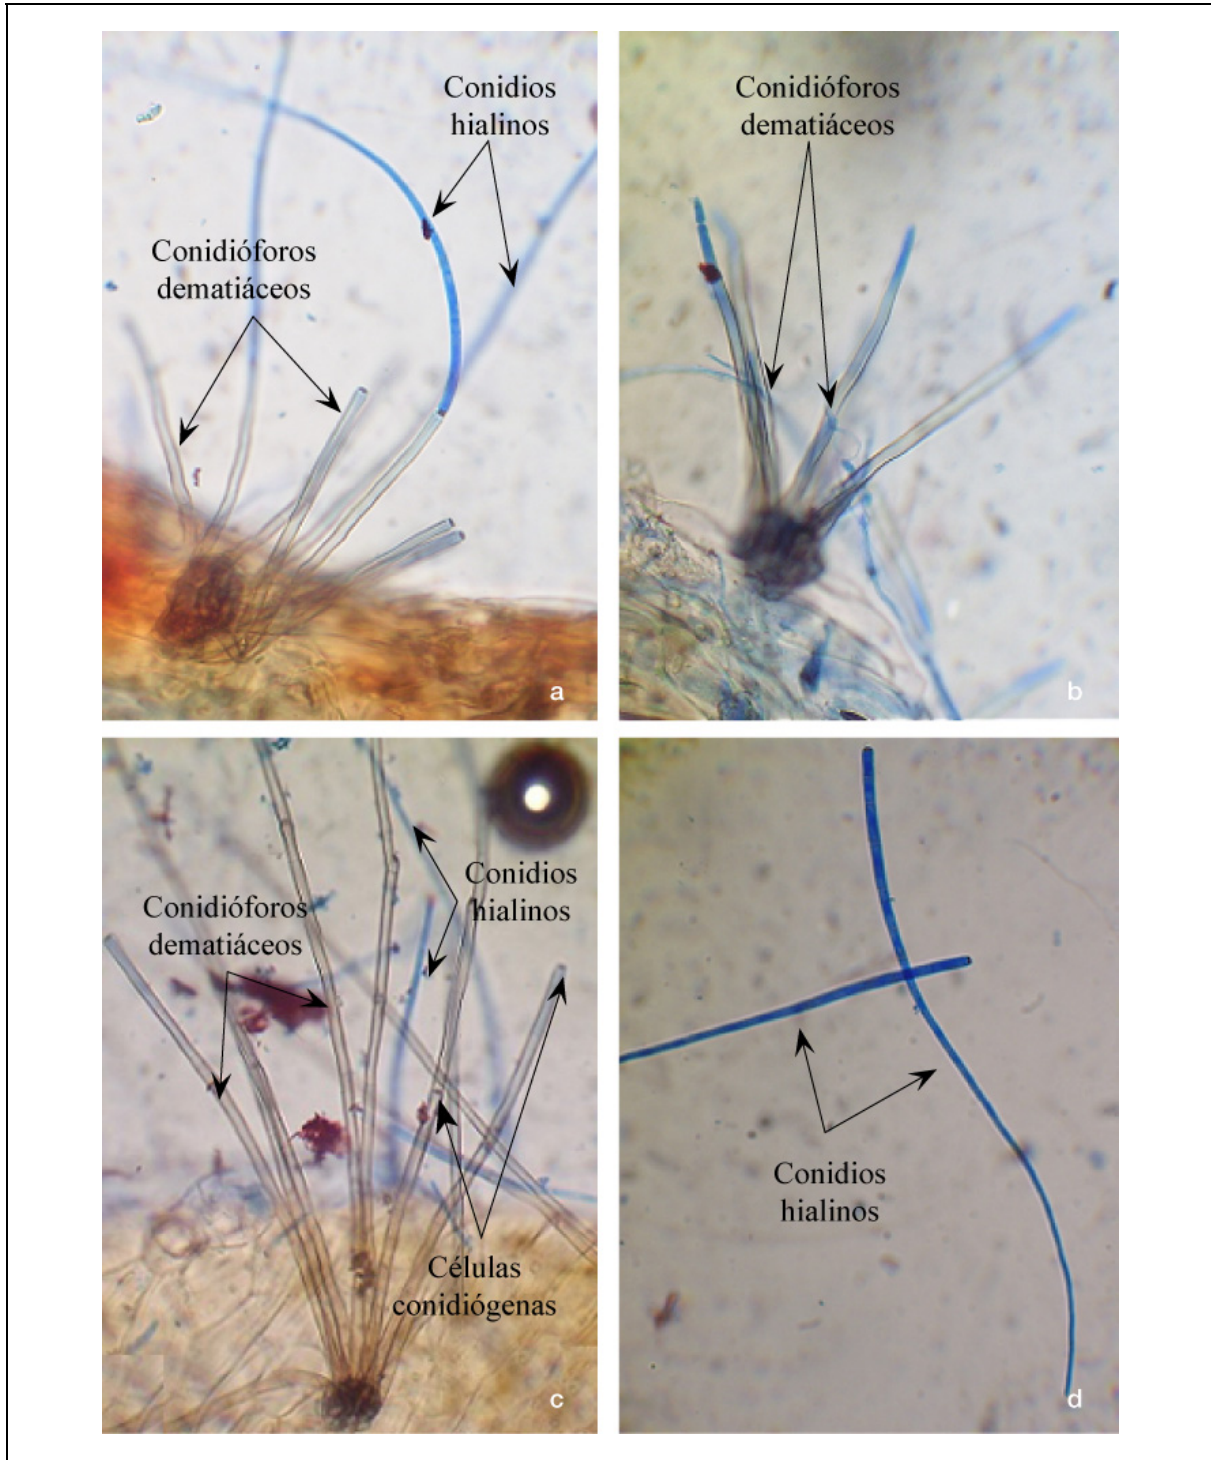 Conidios
hialinos
Conidióforos
dematiáceos
a
Conidióforos
dematiáceos
b
Conidios
hialinos
Conidióforos
dematiáceos
Células
conidiógenas
c
Conidios
hialinos
d